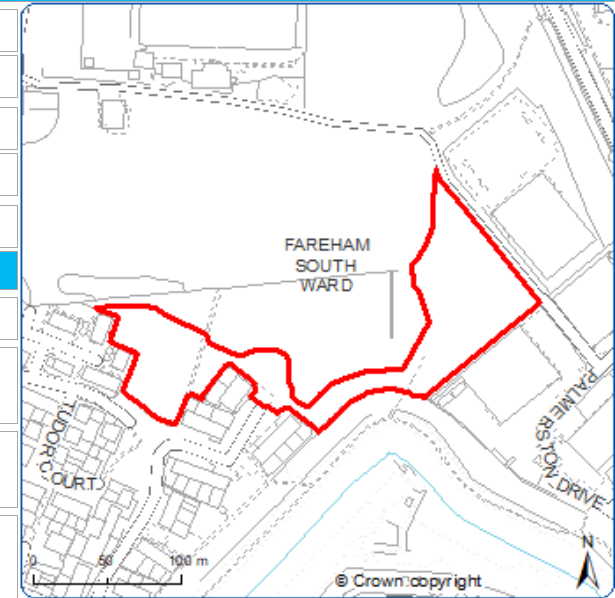 FAREHAM
SOUTH
WARD
TUDOR COURT
PALMERSTON DRIVE
0 50 100 m
N
© Crown copyright